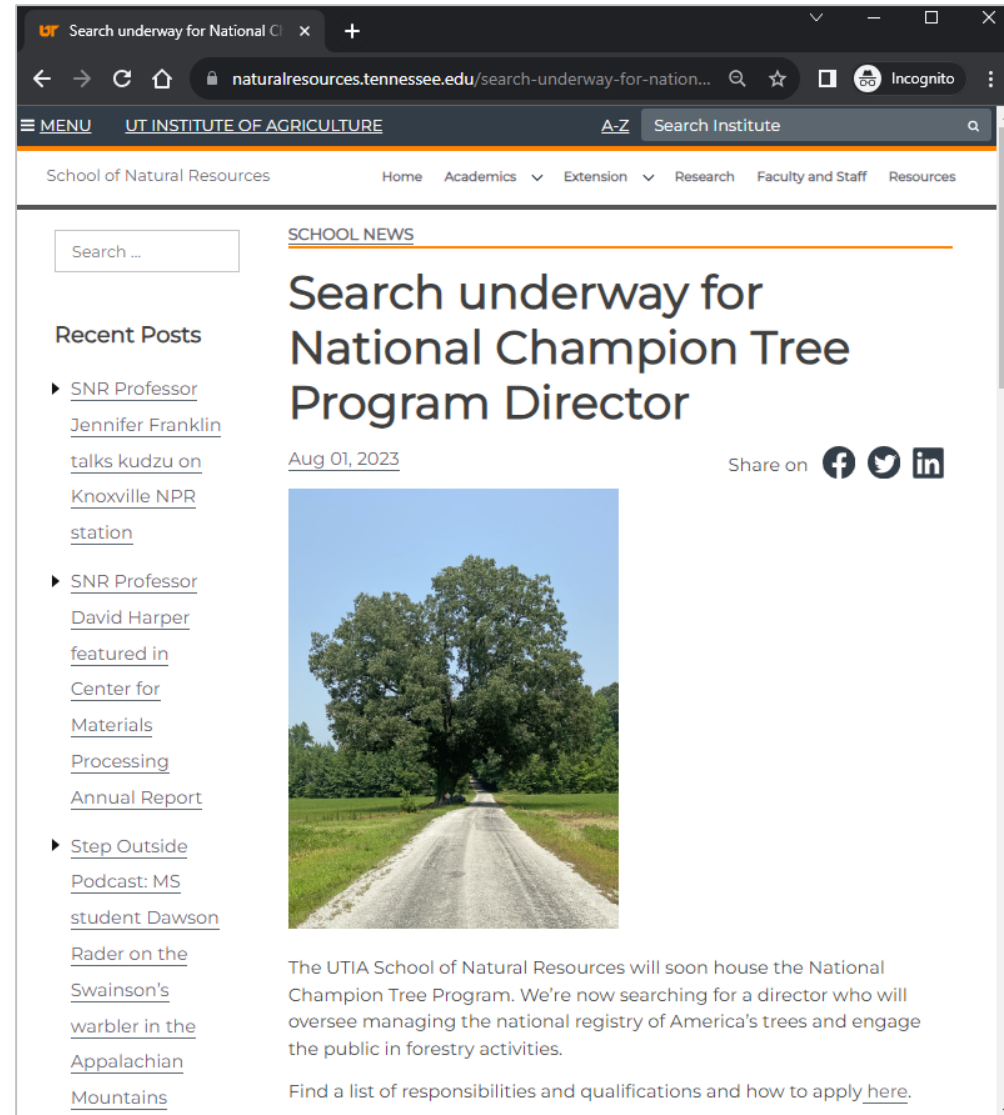 UT Search underway for National C
naturalresources.tennessee.edu/search-underway-for-nation... Incognito
MENU UT INSTITUTE OF AGRICULTURE A-Z Search Institute
School of Natural Resources Home Academics Extension Research Faculty and Staff Resources
Search ...
Recent Posts
SNR Professor
Jennifer Franklin
talks kudzu on
Knoxville NPR
station
SNR Professor
David Harper
featured in
Center for
Materials
Processing
Annual Report
Step Outside
Podcast: MS
student Dawson
Rader on the
Swainson's
warbler in the
Appalachian
Mountains
SCHOOL NEWS
Search underway for
National Champion Tree
Program Director
Aug 01, 2023 Share on
The UTIA School of Natural Resources will soon house the National
Champion Tree Program. We're now searching for a director who will
oversee managing the national registry of America's trees and engage
the public in forestry activities.
Find a list of responsibilities and qualifications and how to apply here.